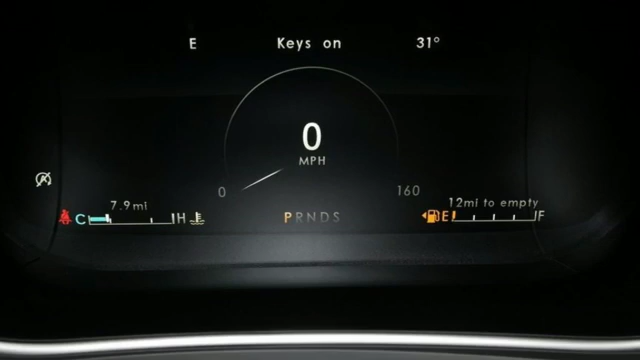 E Keys on 31°
0
MPH
0 160
7.9mi 12mi to empty
C H PRNDS E F